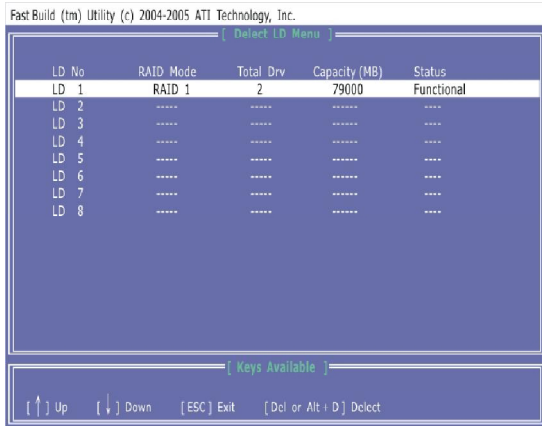 Fast Build (tm) Utility (c) 2004-2005 ATI Technology, Inc.
[ Delect LD Menu ]
LD No RAID Mode Total Drv Capacity (MB) Status
LD 1 RAID 1 2 79000 Functional
LD 2 ----- ----- ------ ----
LD 3 ----- ----- ------ ----
LD 4 ----- ----- ------ ----
LD 5 ----- ----- ------ ----
LD 6 ----- ----- ------ ----
LD 7 ----- ----- ------ ----
LD 8 ----- ----- ------ ----
[ Keys Available ]
[↑] Up [↓] Down [ESC] Exit [Del or Alt+D] Delect